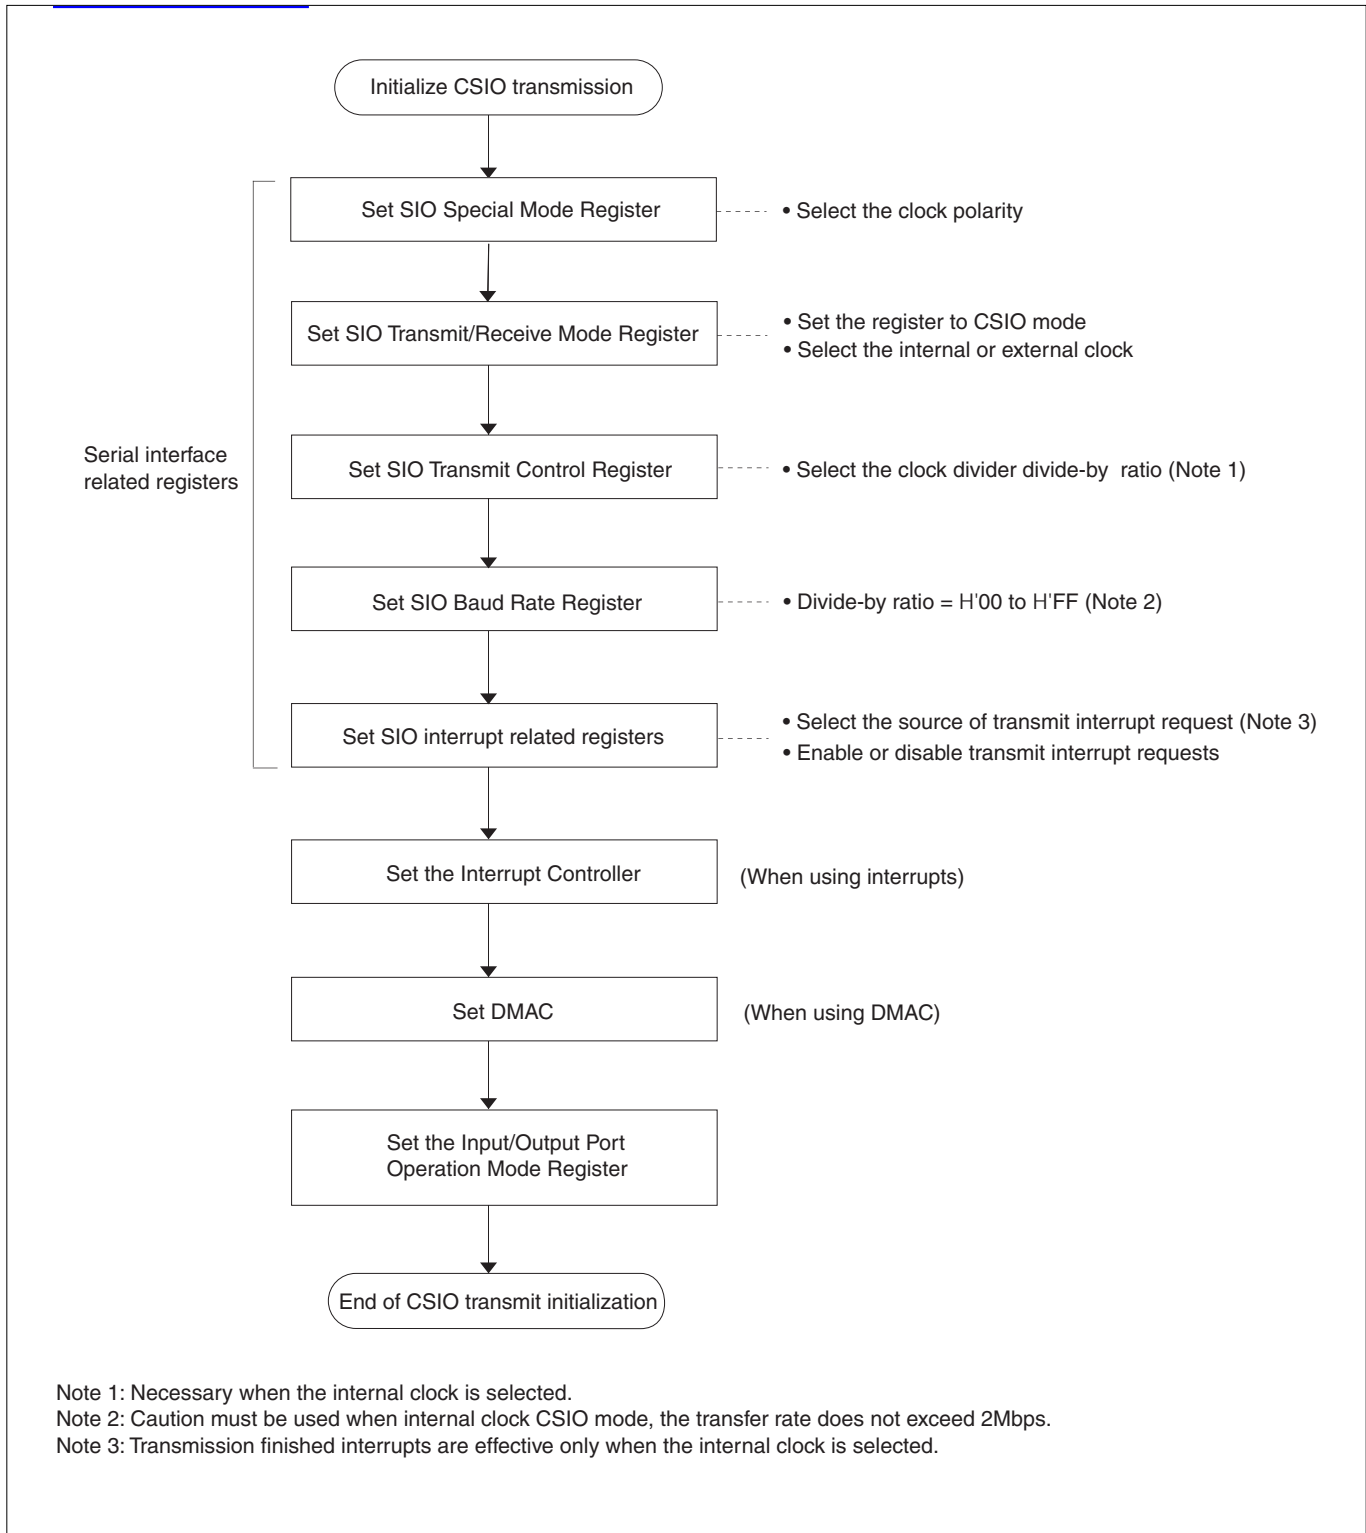 Initialize CSIO transmission
Set SIO Special Mode Register
• Select the clock polarity
Set SIO Transmit/Receive Mode Register
• Set the register to CSIO mode
• Select the internal or external clock
Serial interface
related registers
Set SIO Transmit Control Register
• Select the clock divider divide-by ratio (Note 1)
Set SIO Baud Rate Register
• Divide-by ratio = H'00 to H'FF (Note 2)
Set SIO interrupt related registers
• Select the source of transmit interrupt request (Note 3)
• Enable or disable transmit interrupt requests
Set the Interrupt Controller
(When using interrupts)
Set DMAC
(When using DMAC)
Set the Input/Output Port
Operation Mode Register
End of CSIO transmit initialization
Note 1: Necessary when the internal clock is selected.
Note 2: Caution must be used when internal clock CSIO mode, the transfer rate does not exceed 2Mbps.
Note 3: Transmission finished interrupts are effective only when the internal clock is selected.